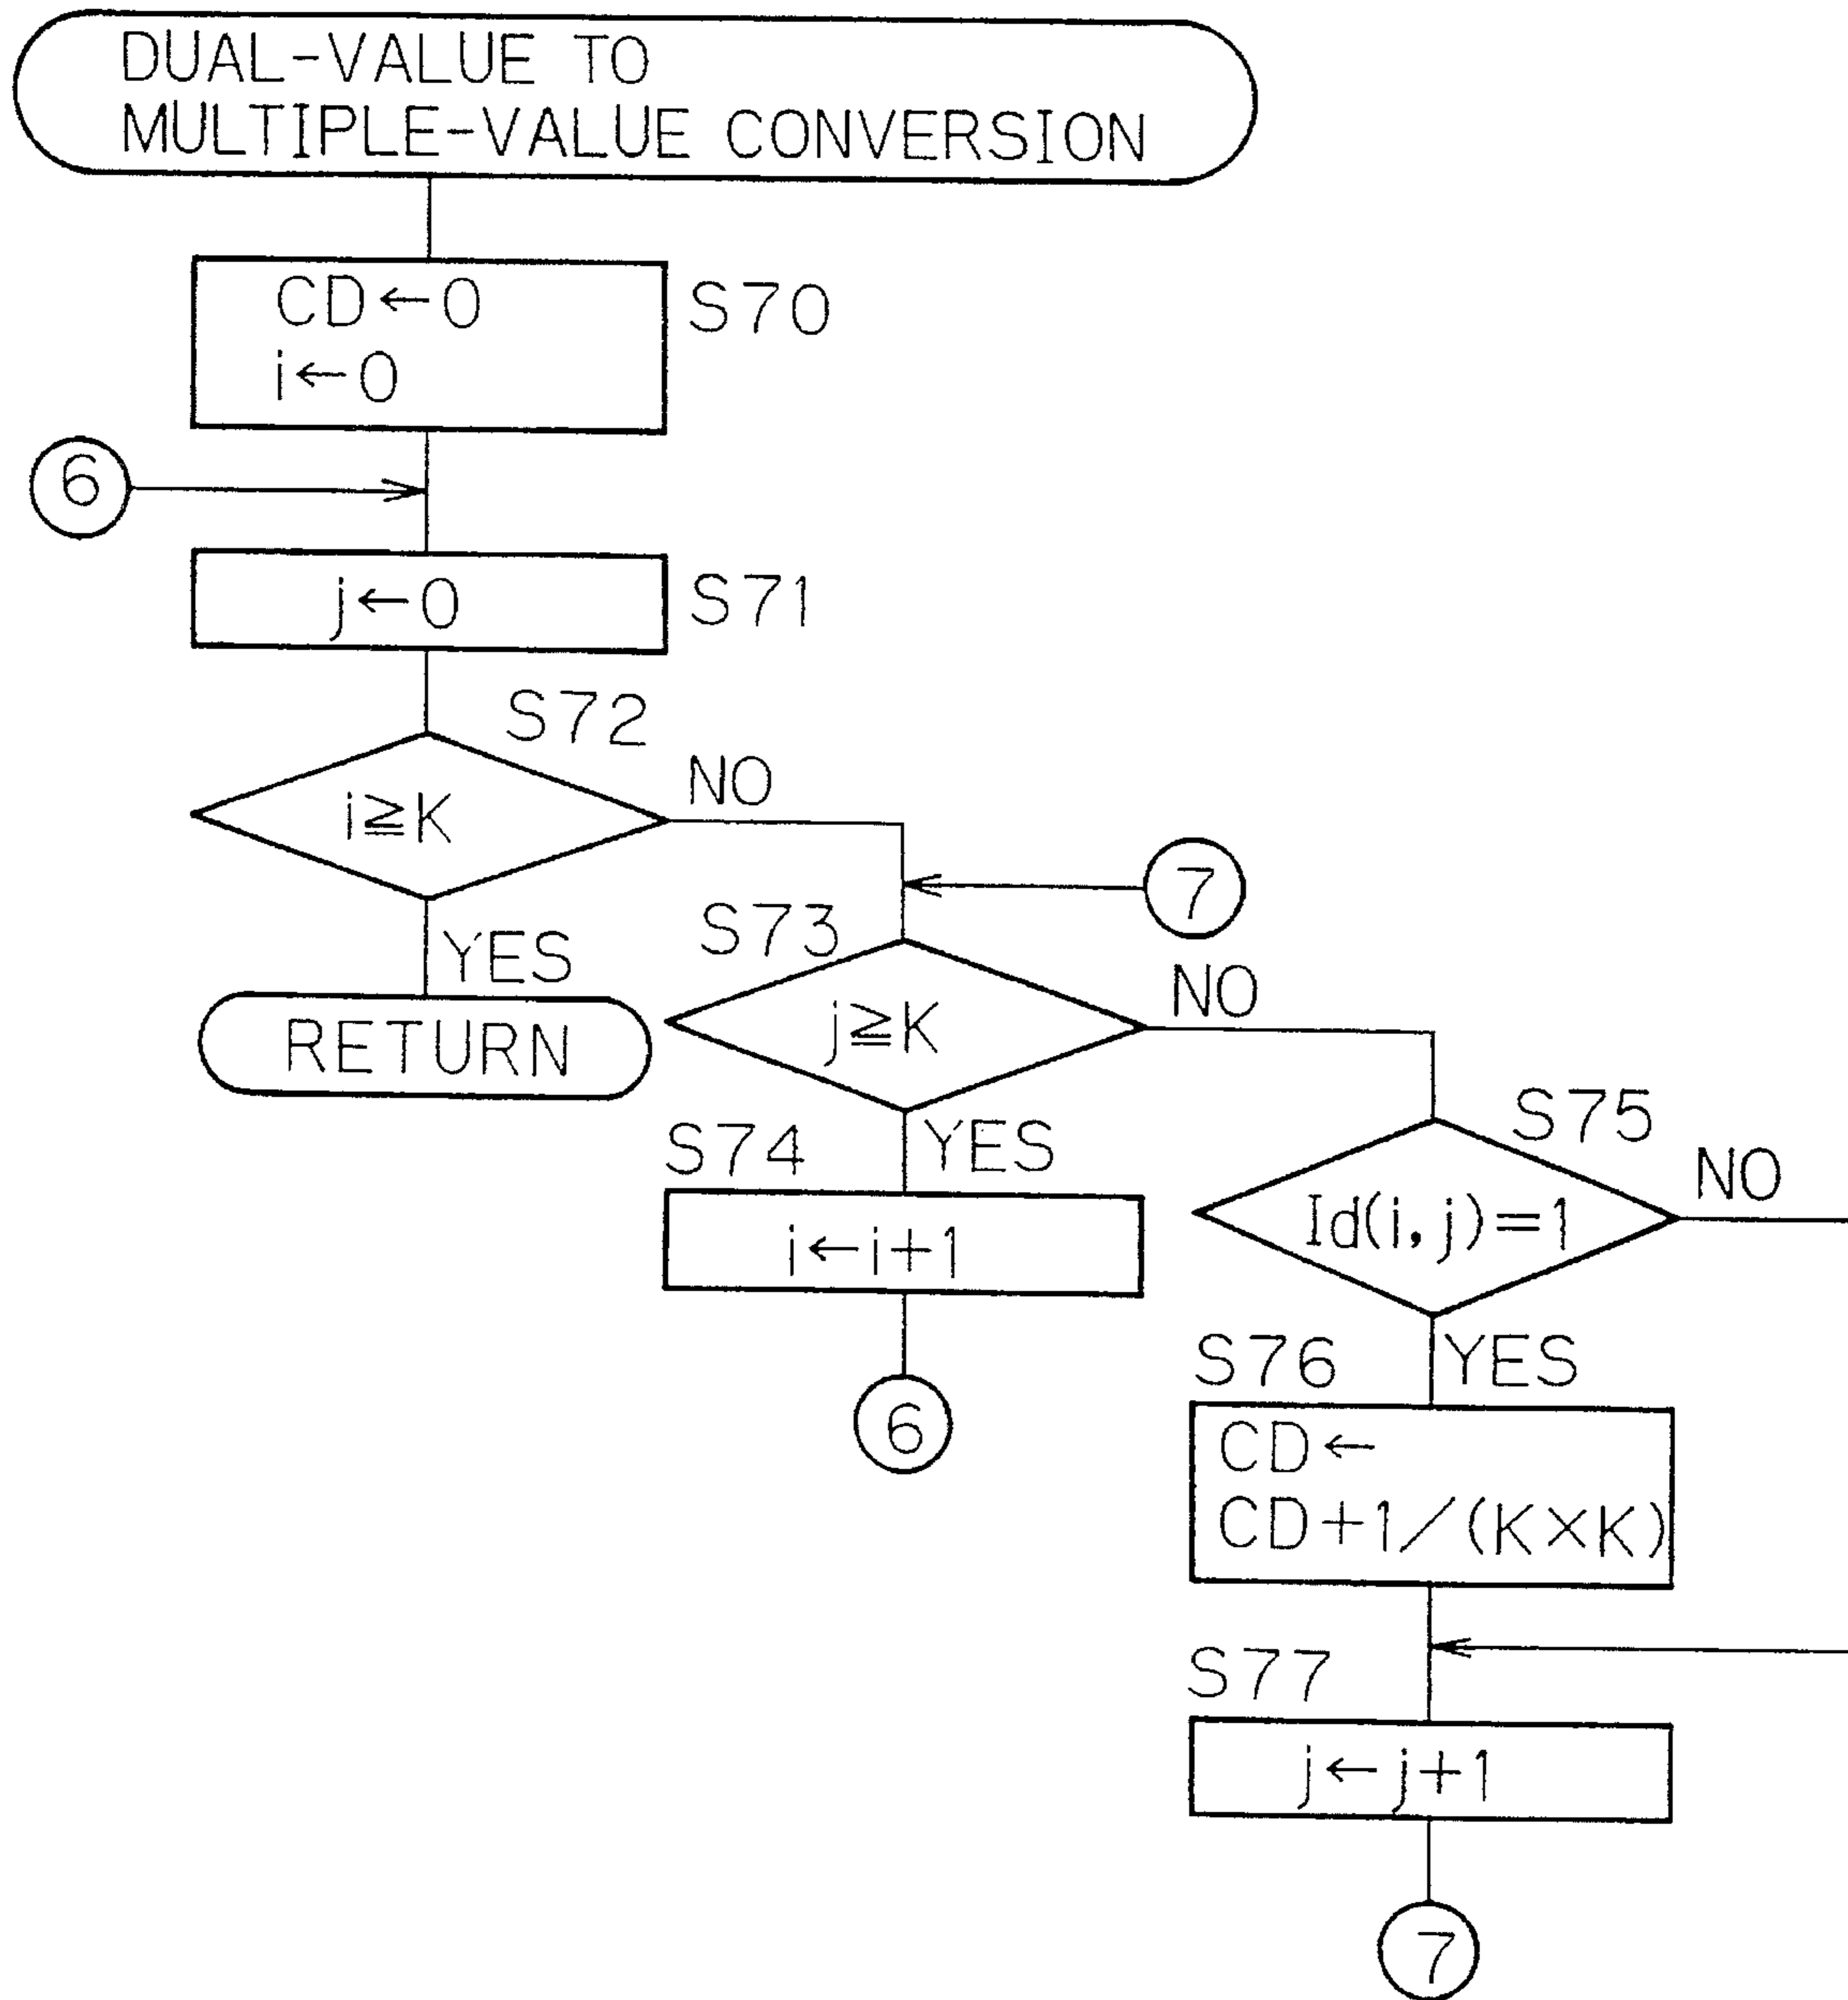 DUAL-VALUE TO
MULTIPLE-VALUE CONVERSION
CD←0
i←0
S70
6
j←0
S71
S72
i≧K
NO
YES
RETURN
7
S73
j≧K
NO
YES
S74
i←i+1
6
S75
Id(i,j)=1
NO
YES
S76
CD←
CD+1/(K×K)
S77
j←j+1
7